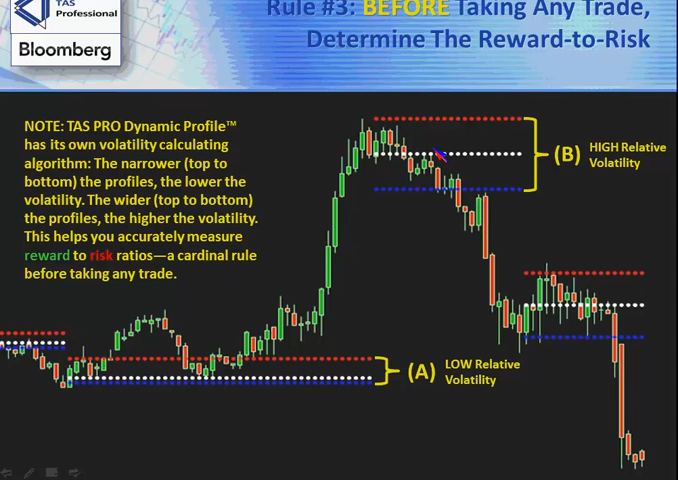 TAS
Professional
Bloomberg
Rule #3: BEFORE Taking Any Trade,
Determine The Reward-to-Risk
NOTE: TAS PRO Dynamic Profile™
has its own volatility calculating
algorithm: The narrower (top to
bottom) the profiles, the lower the
volatility. The wider (top to bottom)
the profiles, the higher the volatility.
This helps you accurately measure
reward to risk ratios—a cardinal rule
before taking any trade.
(B)
HIGH Relative
Volatility
(A)
LOW Relative
Volatility